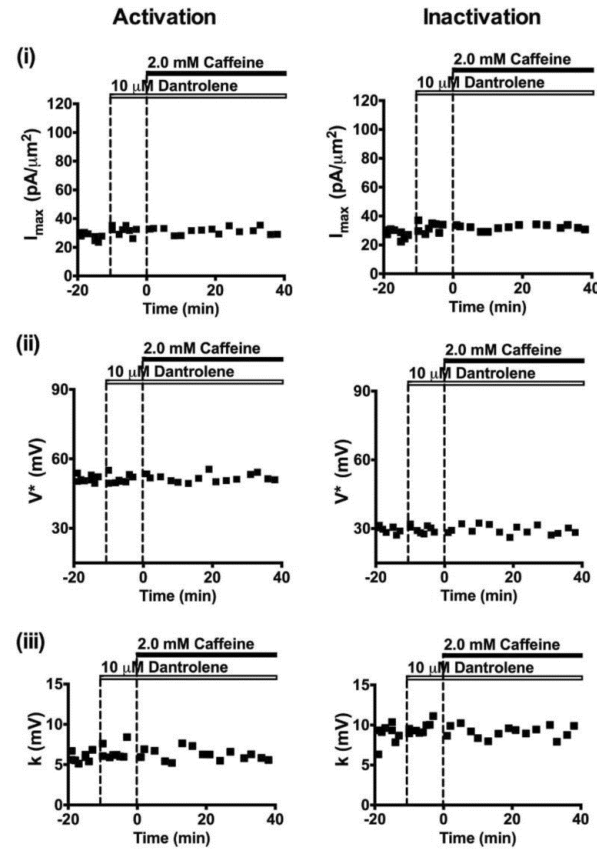 Activation
Inactivation
(i)
2.0 mM Caffeine
10 μM Dantrolene
120
100
80
60
40
20
0
Imax (pA/μm2)
-20 0 20 40
Time (min)
2.0 mM Caffeine
10 μM Dantrolene
120
100
80
60
40
20
0
Imax (pA/μm2)
-20 0 20 40
Time (min)
(ii)
2.0 mM Caffeine
10 μM Dantrolene
90
60
30
V* (mV)
-20 0 20 40
Time (min)
2.0 mM Caffeine
10 μM Dantrolene
90
60
30
V* (mV)
-20 0 20 40
Time (min)
(iii)
2.0 mM Caffeine
10 μM Dantrolene
15
10
5
0
k (mV)
-20 0 20 40
Time (min)
2.0 mM Caffeine
10 μM Dantrolene
15
10
5
0
k (mV)
-20 0 20 40
Time (min)